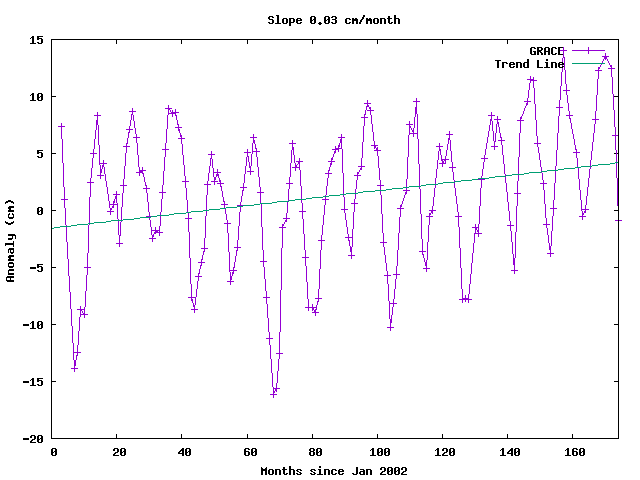 Slope 0.03 cm/month
GRACE
Trend Line
15
10
5
0
-5
-10
-15
-20
Anomaly (cm)
0 20 40 60 80 100 120 140 160
Months since Jan 2002